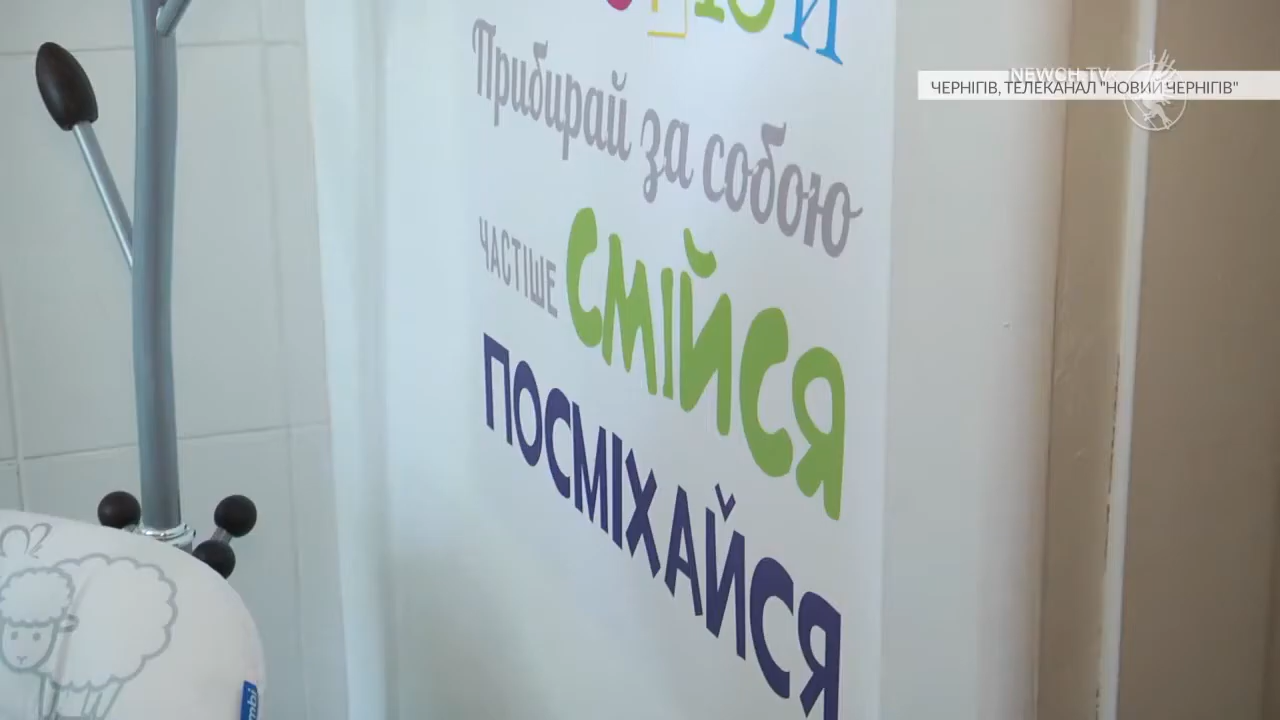 Прибирай за собою
ЧАСТІШЕ СМІЙСЯ
ПОСМІХАЙСЯ
NEWCH.TV
ЧЕРНІГІВ, ТЕЛЕКАНАЛ "НОВИЙ ЧЕРНІГІВ"